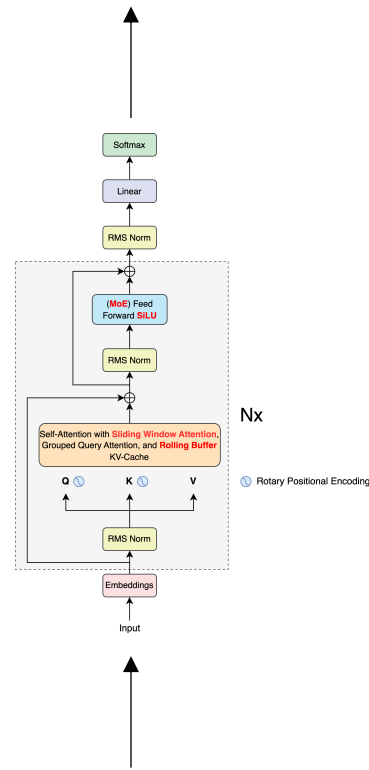 Softmax
Linear
RMS Norm
(MoE) Feed
Forward SiLU
RMS Norm
Nx
Self-Attention with Sliding Window Attention,
Grouped Query Attention, and Rolling Buffer
KV-Cache
Q K V
Rotary Positional Encoding
RMS Norm
Embeddings
Input